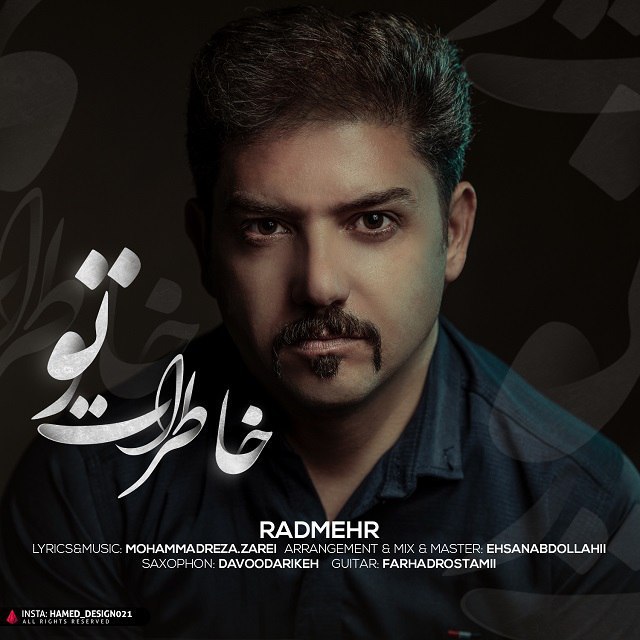 خاطرات تو
RADMEHR
LYRICS&MUSIC: MOHAMMADREZA.ZAREI ARRANGEMENT & MIX & MASTER: EHSANABDOLLAHII
SAXOPHON: DAVOODARIKEH GUITAR: FARHADROSTAMII
INSTA: HAMED_DESIGN021
ALL RIGHTS RESERVED